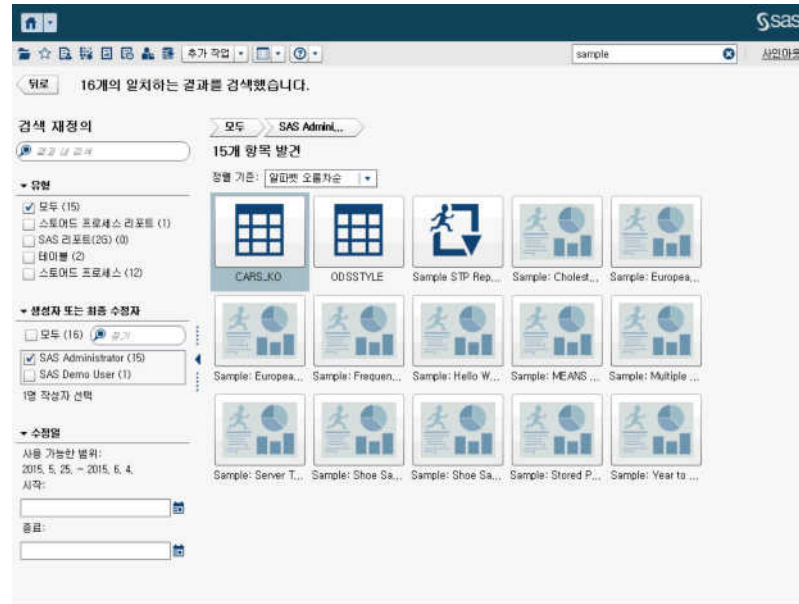 sas
추가 작업
sample
사인아웃
뒤로
16개의 일치하는 결과를 검색했습니다.
검색 재정의
결과 내 검색
모두
SAS Admini...
15개 항목 발견
정렬 기준: 알파벳 오름차순
유형
모두 (15)
스토어드 프로세스 리포트 (1)
SAS 리포트(2G) (0)
테이블 (2)
스토어드 프로세스 (12)
생성자 또는 최종 수정자
모두 (16)
찾기
SAS Administrator (15)
SAS Demo User (1)
1명 작성자 선택
수정일
사용 가능한 범위:
2015. 5. 25. ~ 2015. 6. 4.
시작:
종료:
CARS_KO
ODSSTYLE
Sample STP Rep...
Sample: Cholest...
Sample: Europea...
Sample: Europea...
Sample: Frequen...
Sample: Hello W...
Sample: MEANS ...
Sample: Multiple ...
Sample: Server T...
Sample: Shoe Sa...
Sample: Shoe Sa...
Sample: Stored P...
Sample: Year to ...